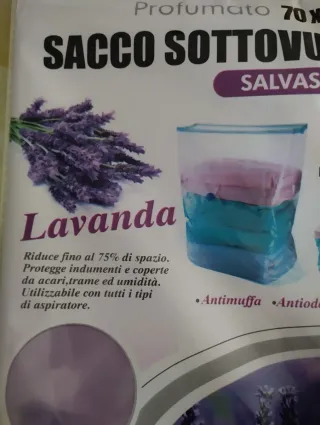 Profumato 70 x
SACCO SOTTOVU
SALVAS
Lavanda
Riduce fino al 75% di spazio.
Protegge indumenti e coperte
da acari,trame ed umidità.
Utilizzabile con tutti i tipi
di aspiratore.
•Antimuffa •Antiodo